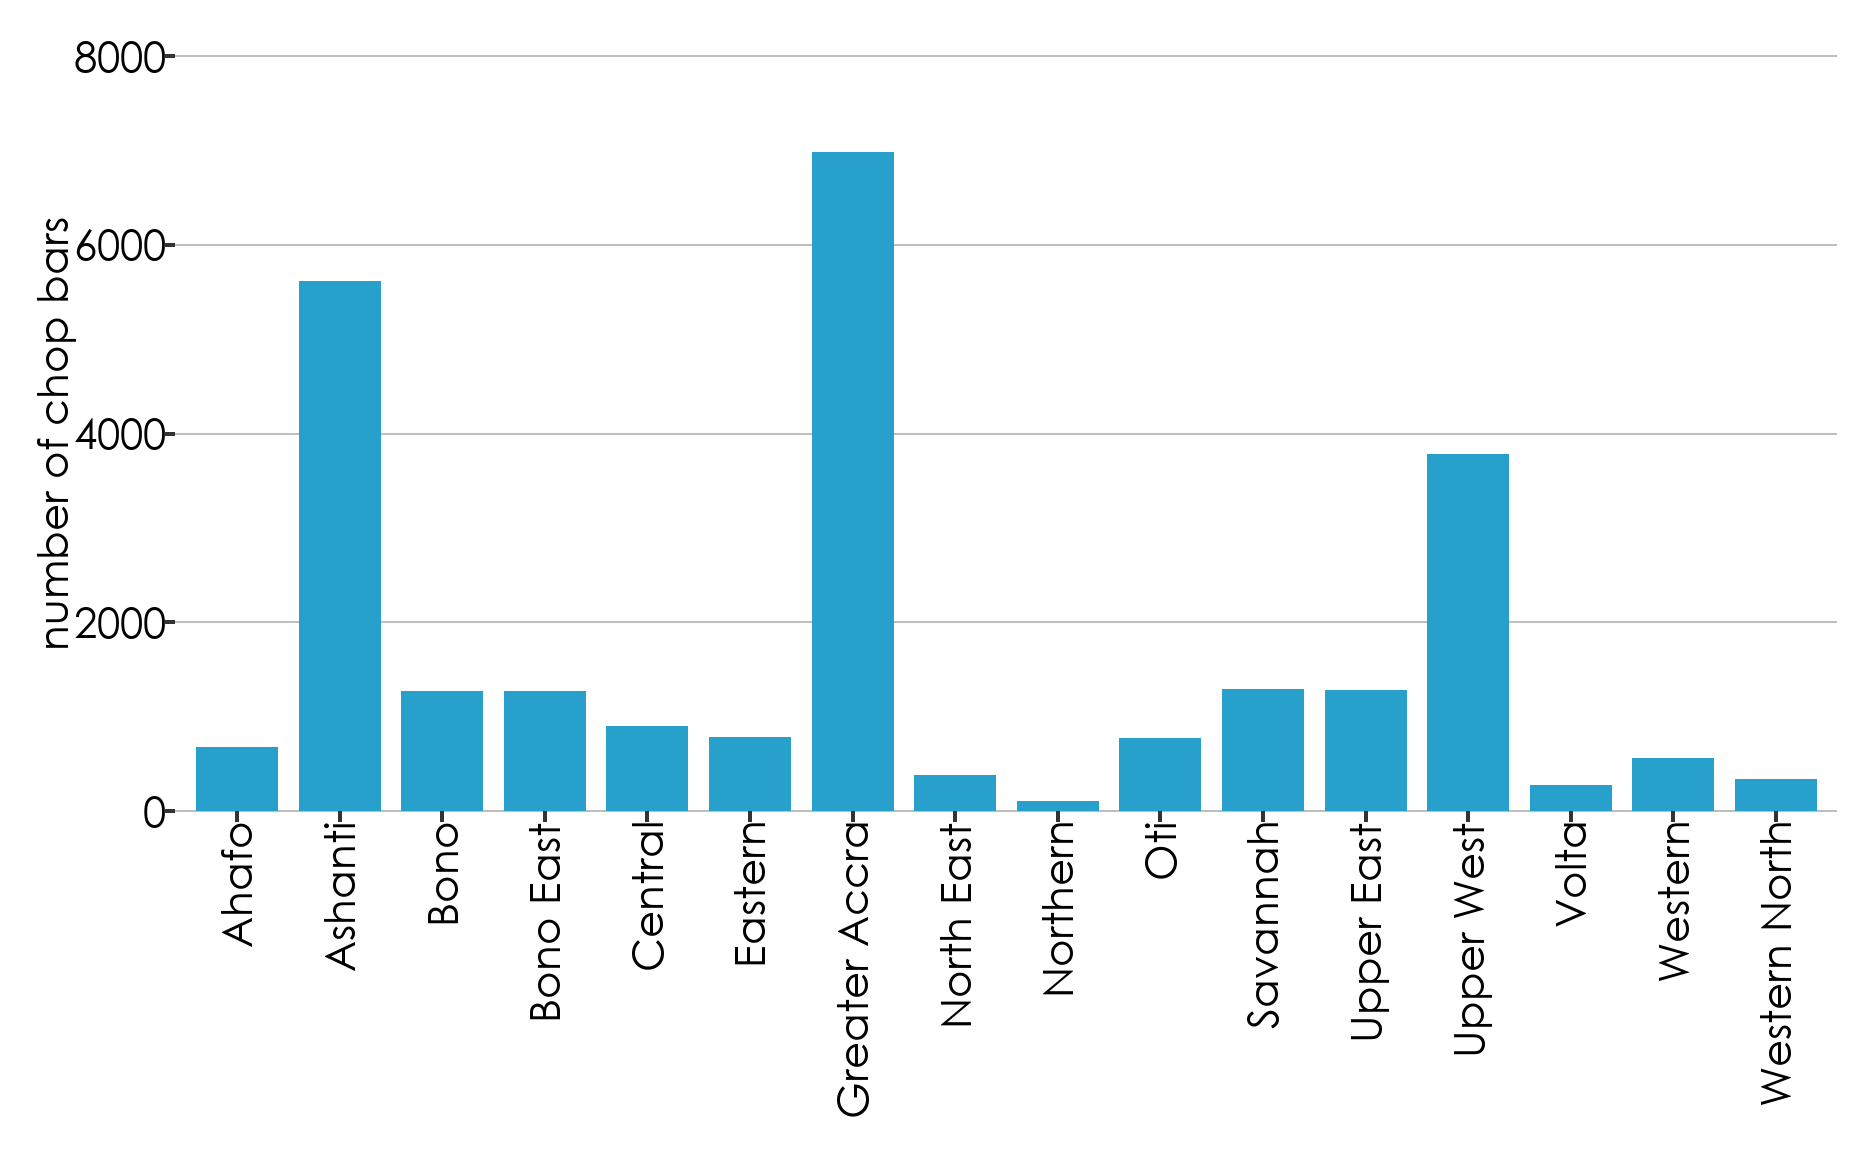 number of chop bars
8000
6000
4000
2000
0
Ahafo
Ashanti
Bono
Bono East
Central
Eastern
Greater Accra
North East
Northern
Oti
Savannah
Upper East
Upper West
Volta
Western
Western North